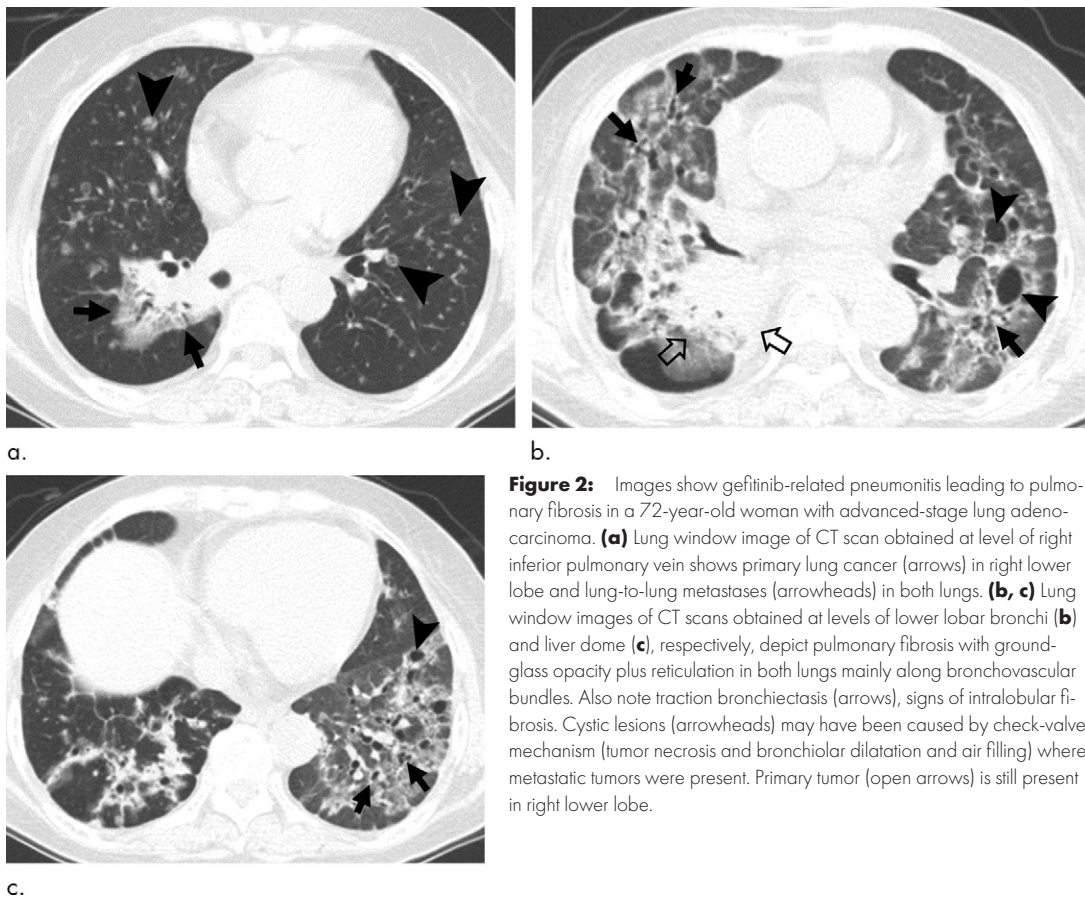 a.
b.
Figure 2: Images show gefitinib-related pneumonitis leading to pulmo-
nary fibrosis in a 72-year-old woman with advanced-stage lung adeno-
carcinoma. (a) Lung window image of CT scan obtained at level of right
inferior pulmonary vein shows primary lung cancer (arrows) in right lower
lobe and lung-to-lung metastases (arrowheads) in both lungs. (b, c) Lung
window images of CT scans obtained at levels of lower lobar bronchi (b)
and liver dome (c), respectively, depict pulmonary fibrosis with ground-
glass opacity plus reticulation in both lungs mainly along bronchovascular
bundles. Also note traction bronchiectasis (arrows), signs of intralobular fi-
brosis. Cystic lesions (arrowheads) may have been caused by check-valve
mechanism (tumor necrosis and bronchiolar dilatation and air filling) where
metastatic tumors were present. Primary tumor (open arrows) is still present
in right lower lobe.
c.